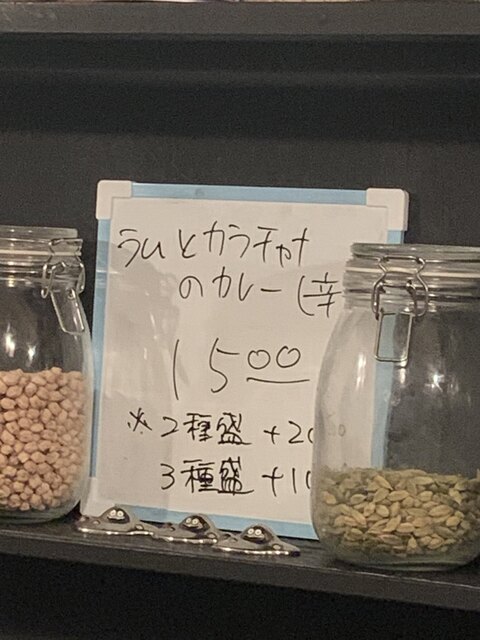 ラムとカラチャナ
のカレー(辛
1500
※2種盛 +20
3種盛 +10